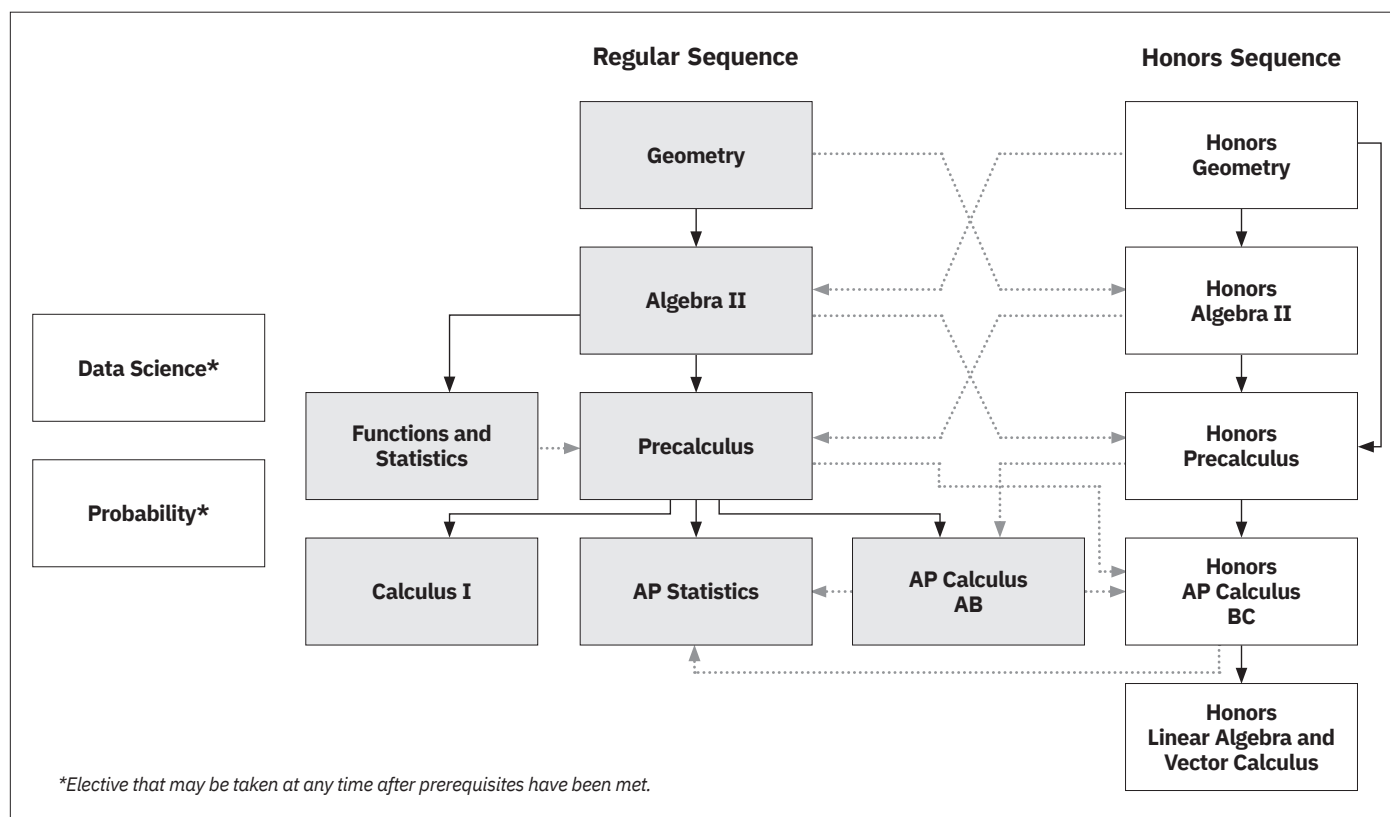 Regular Sequence
Honors Sequence
Geometry
Honors
Geometry
Algebra II
Honors
Algebra II
Data Science*
Functions and
Statistics
Precalculus
Honors
Precalculus
Probability*
Calculus I
AP Statistics
AP Calculus
AB
Honors
AP Calculus
BC
Honors
Linear Algebra and
Vector Calculus
*Elective that may be taken at any time after prerequisites have been met.